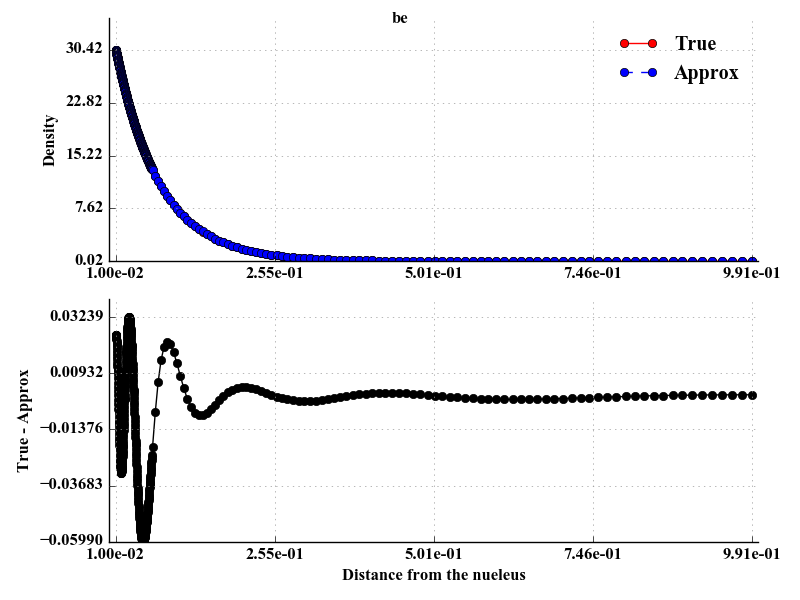 be
True
Approx
Density
30.42
22.82
15.22
7.62
0.02
1.00e-02 2.55e-01 5.01e-01 7.46e-01 9.91e-01
True - Approx
0.03239
0.00932
−0.01376
−0.03683
−0.05990
1.00e-02 2.55e-01 5.01e-01 7.46e-01 9.91e-01
Distance from the nueleus